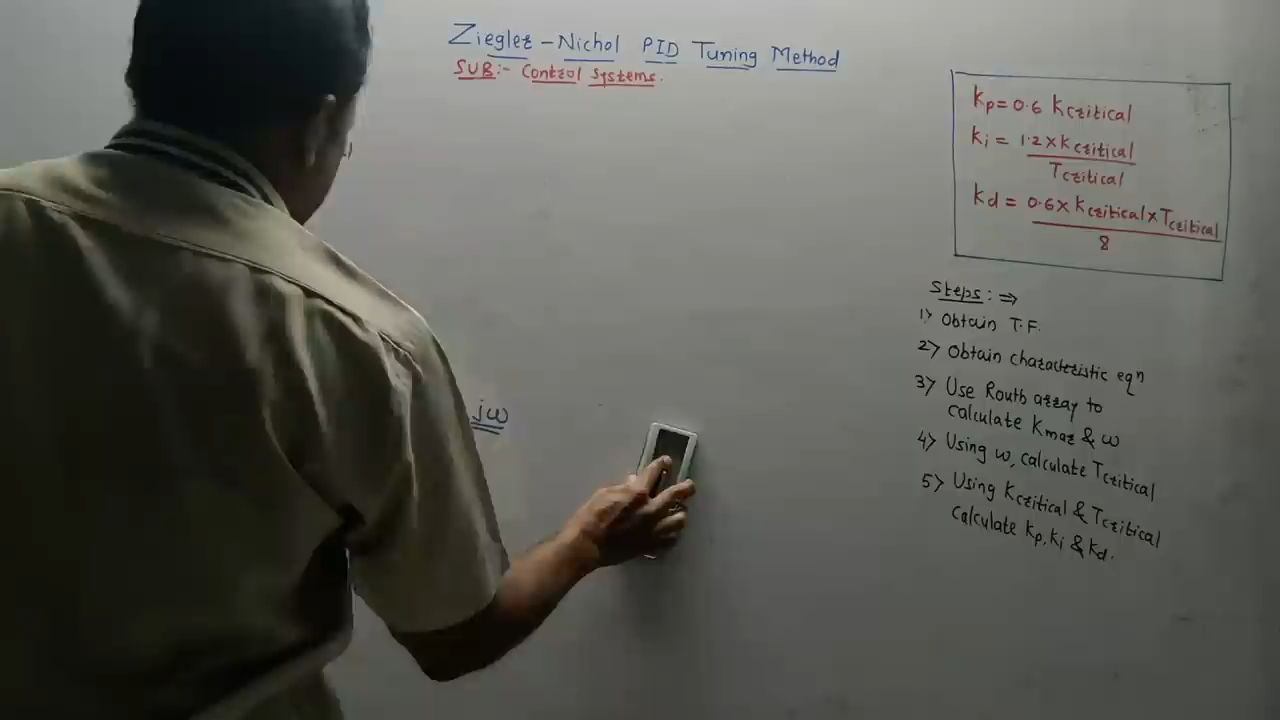 Ziegler - Nichol PID Tuning Method
SUB:- Control Systems.
Kp = 0.6 Kcritical
Ki = 1.2 x Kcritical
Tcritical
Kd = 0.6 x Kcritical x Tcritical
8
Steps: ⇒
1> Obtain T.F.
2> Obtain characteristic eqn
3> Use Routh array to
calculate Kmar & ω
4> Using ω, calculate Tcritical
5> Using Kcritical & Tcritical
calculate Kp, Ki & Kd.
jω